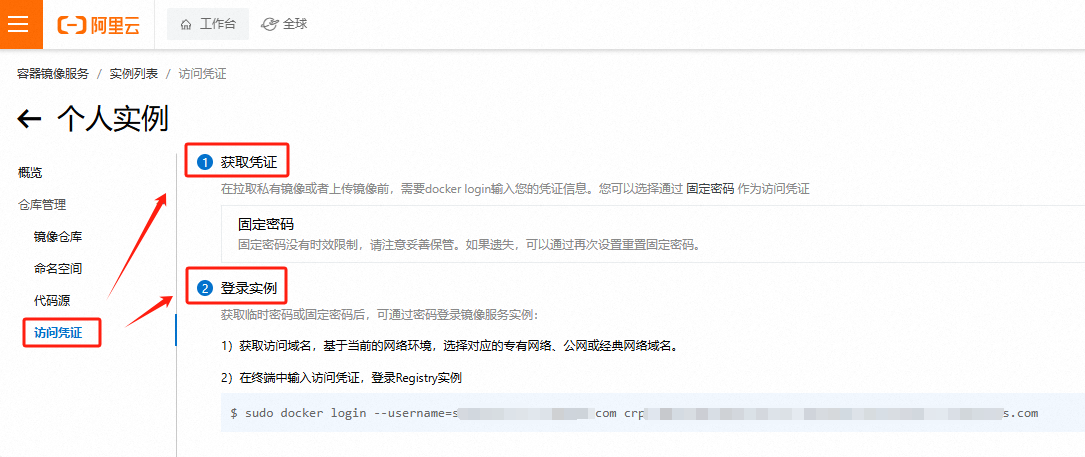 阿里云 工作台 全球
容器镜像服务 / 实例列表 / 访问凭证
个人实例
概览
仓库管理
镜像仓库
命名空间
代码源
访问凭证
1 获取凭证
在拉取私有镜像或者上传镜像前，需要docker login输入您的凭证信息。您可以选择通过 固定密码 作为访问凭证
固定密码
固定密码没有时效限制，请注意妥善保管。如果遗失，可以通过再次设置重置固定密码。
2 登录实例
获取临时密码或固定密码后，可通过密码登录镜像服务实例：
1）获取访问域名，基于当前的网络环境，选择对应的专有网络、公网或经典网络域名。
2）在终端中输入访问凭证，登录Registry实例
$ sudo docker login --username=s com crp s.com